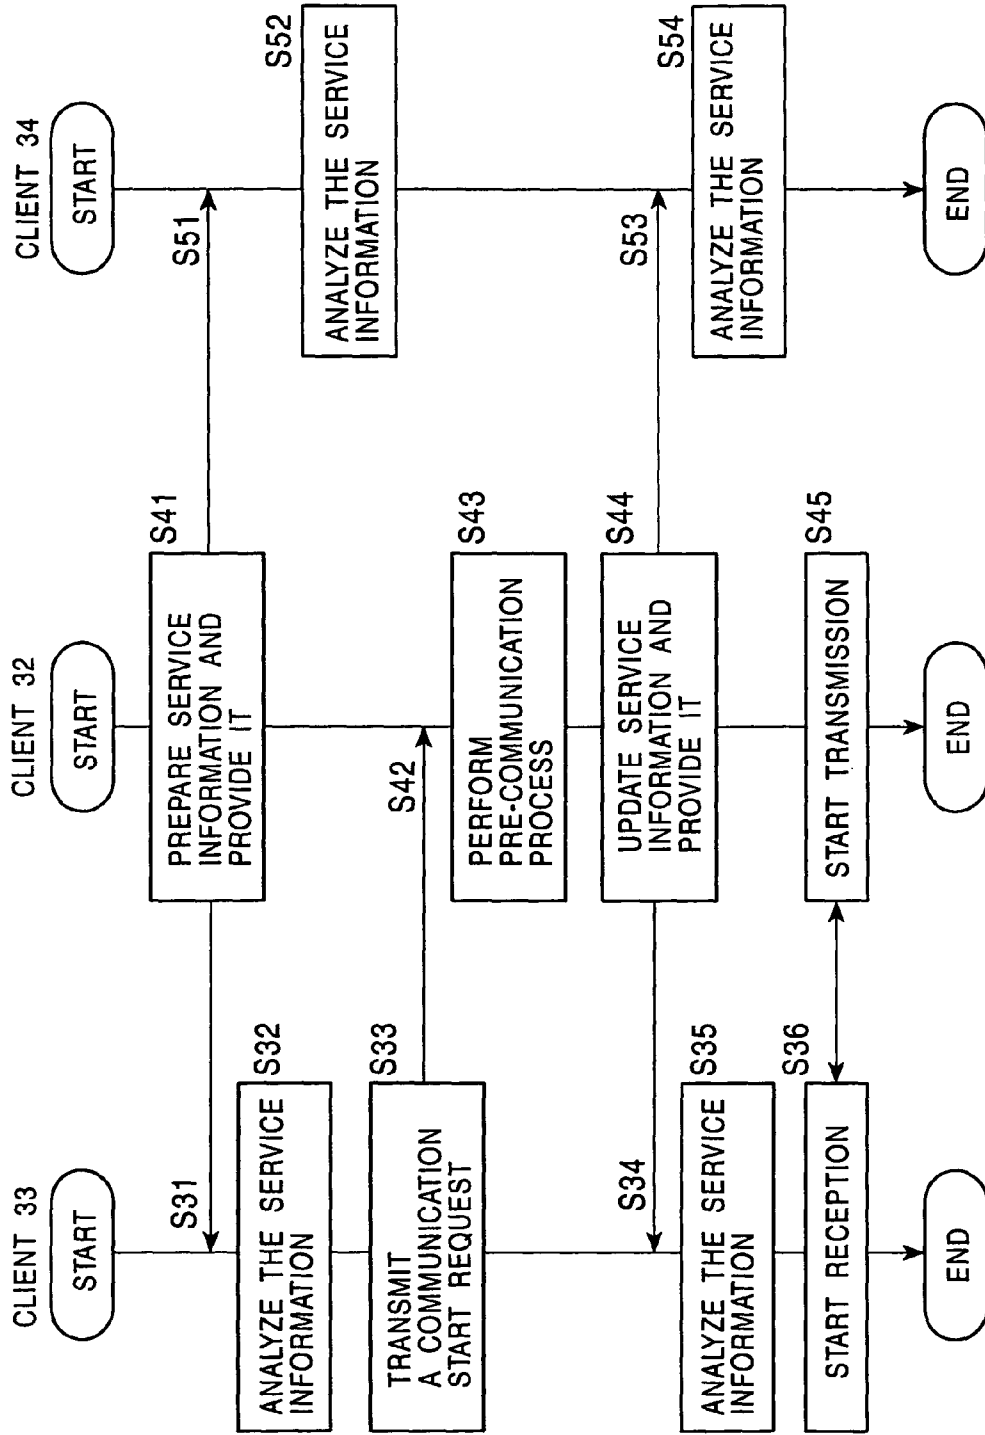 CLIENT 33
START
S31
ANALYZE THE SERVICE
INFORMATION
S32
TRANSMIT
A COMMUNICATION
START REQUEST
S33
S34
ANALYZE THE SERVICE
INFORMATION
S35
START RECEPTION
S36
END
CLIENT 32
START
PREPARE SERVICE
INFORMATION AND
PROVIDE IT
S41
S42
PERFORM
PRE-COMMUNICATION
PROCESS
S43
UPDATE SERVICE
INFORMATION AND
PROVIDE IT
S44
START TRANSMISSION
S45
END
CLIENT 34
START
S51
ANALYZE THE SERVICE
INFORMATION
S52
S53
ANALYZE THE SERVICE
INFORMATION
S54
END